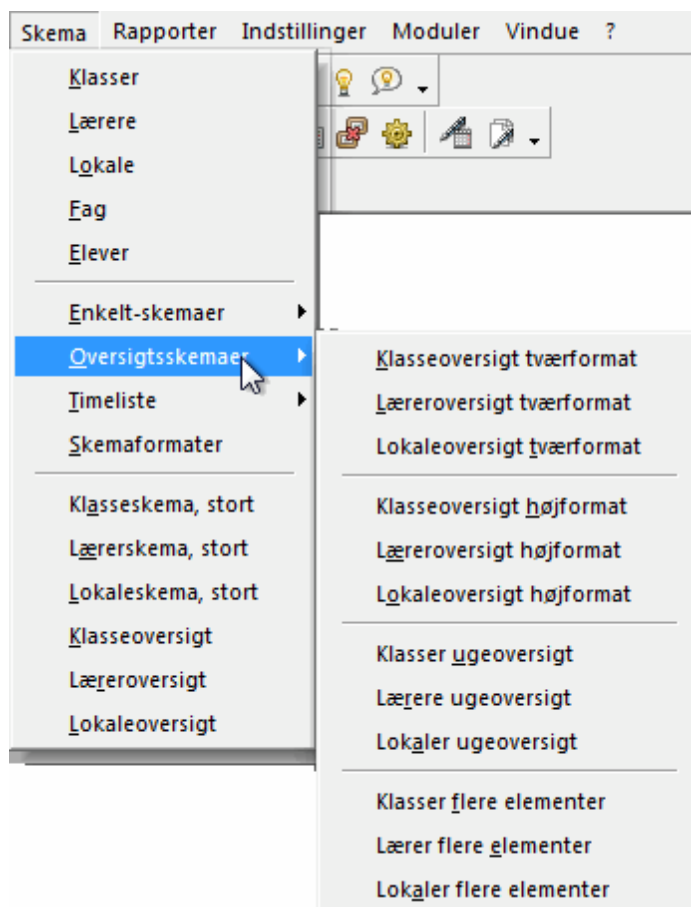 Skema Rapporter Indstillinger Moduler Vindue ?
Klasser
Lærere
Lokale
Fag
Elever
Enkelt-skemaer
Oversigtsskemaer
Timeliste
Skemaformater
Klasseskema, stort
Lærerskema, stort
Lokaleskema, stort
Klasseoversigt
Læreroversigt
Lokaleoversigt
Klasseoversigt tværformat
Læreroversigt tværformat
Lokaleoversigt tværformat
Klasseoversigt højformat
Læreroversigt højformat
Lokaleoversigt højformat
Klasser ugeoversigt
Lærere ugeoversigt
Lokaler ugeoversigt
Klasser flere elementer
Lærer flere elementer
Lokaler flere elementer